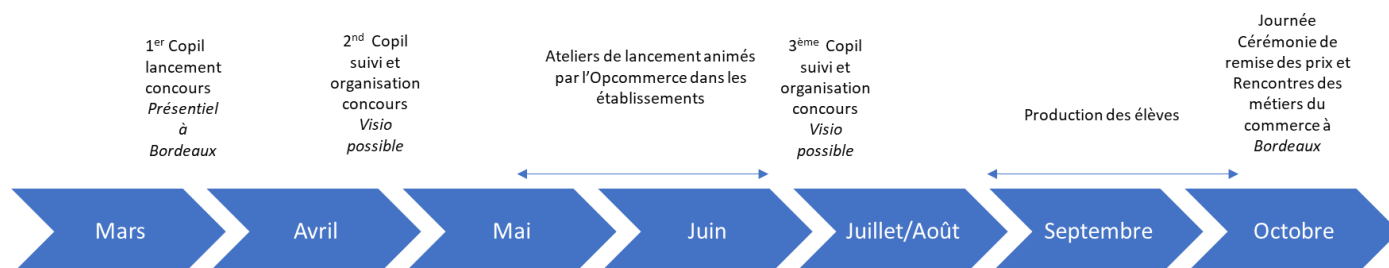 1er Copil
lancement
concours
Présentiel
à
Bordeaux
2nd Copil
suivi et
organisation
concours
Visio
possible
Ateliers de lancement animés
par l'Opcommerce dans les
établissements
3ème Copil
suivi et
organisation
concours
Visio
possible
Production des élèves
Journée
Cérémonie de
remise des prix et
Rencontres des
métiers du
commerce à
Bordeaux
Mars
Avril
Mai
Juin
Juillet/Août
Septembre
Octobre